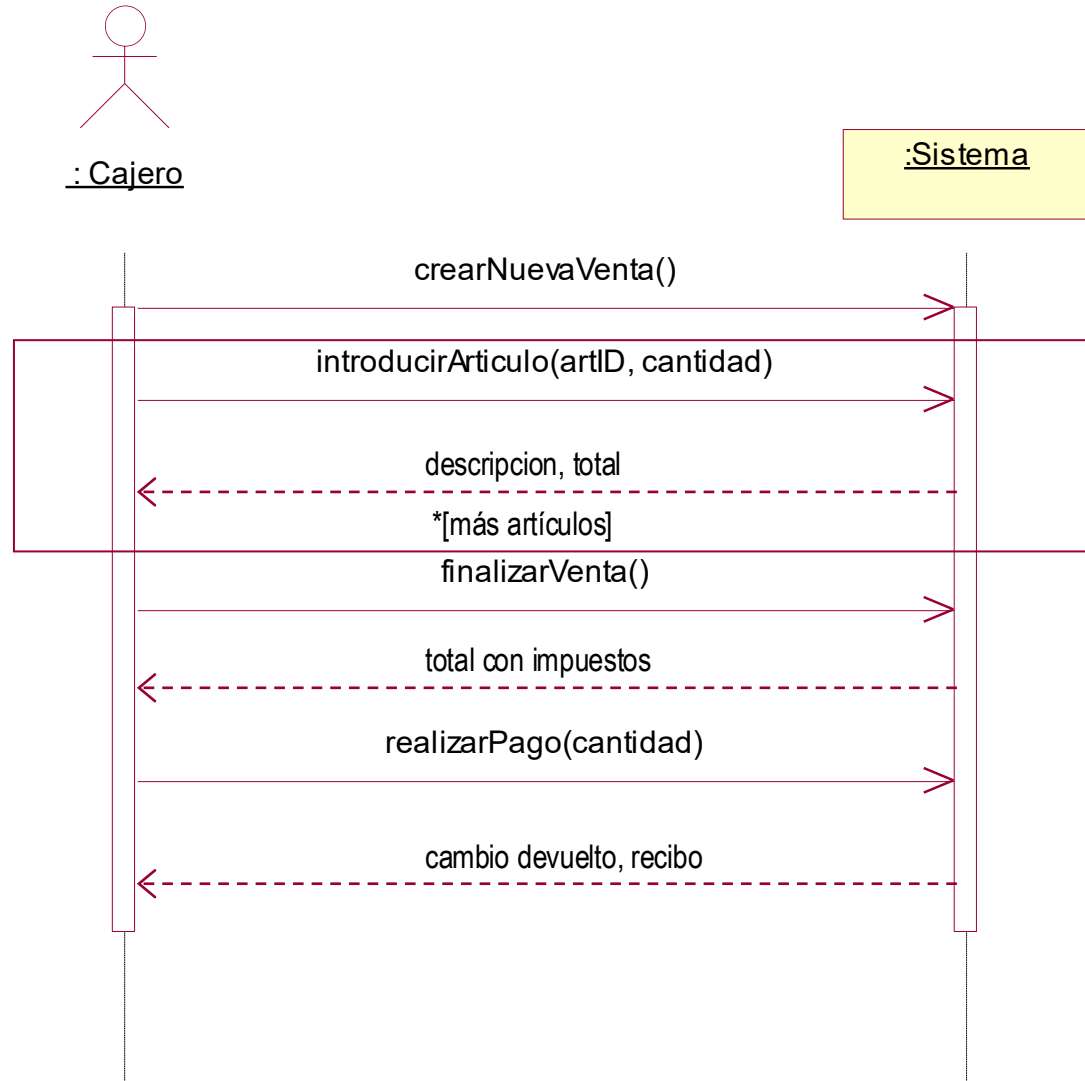 : Cajero
:Sistema
crearNuevaVenta()
introducirArticulo(artID, cantidad)
descripcion, total
*[más artículos]
finalizarVenta()
total con impuestos
realizarPago(cantidad)
cambio devuelto, recibo